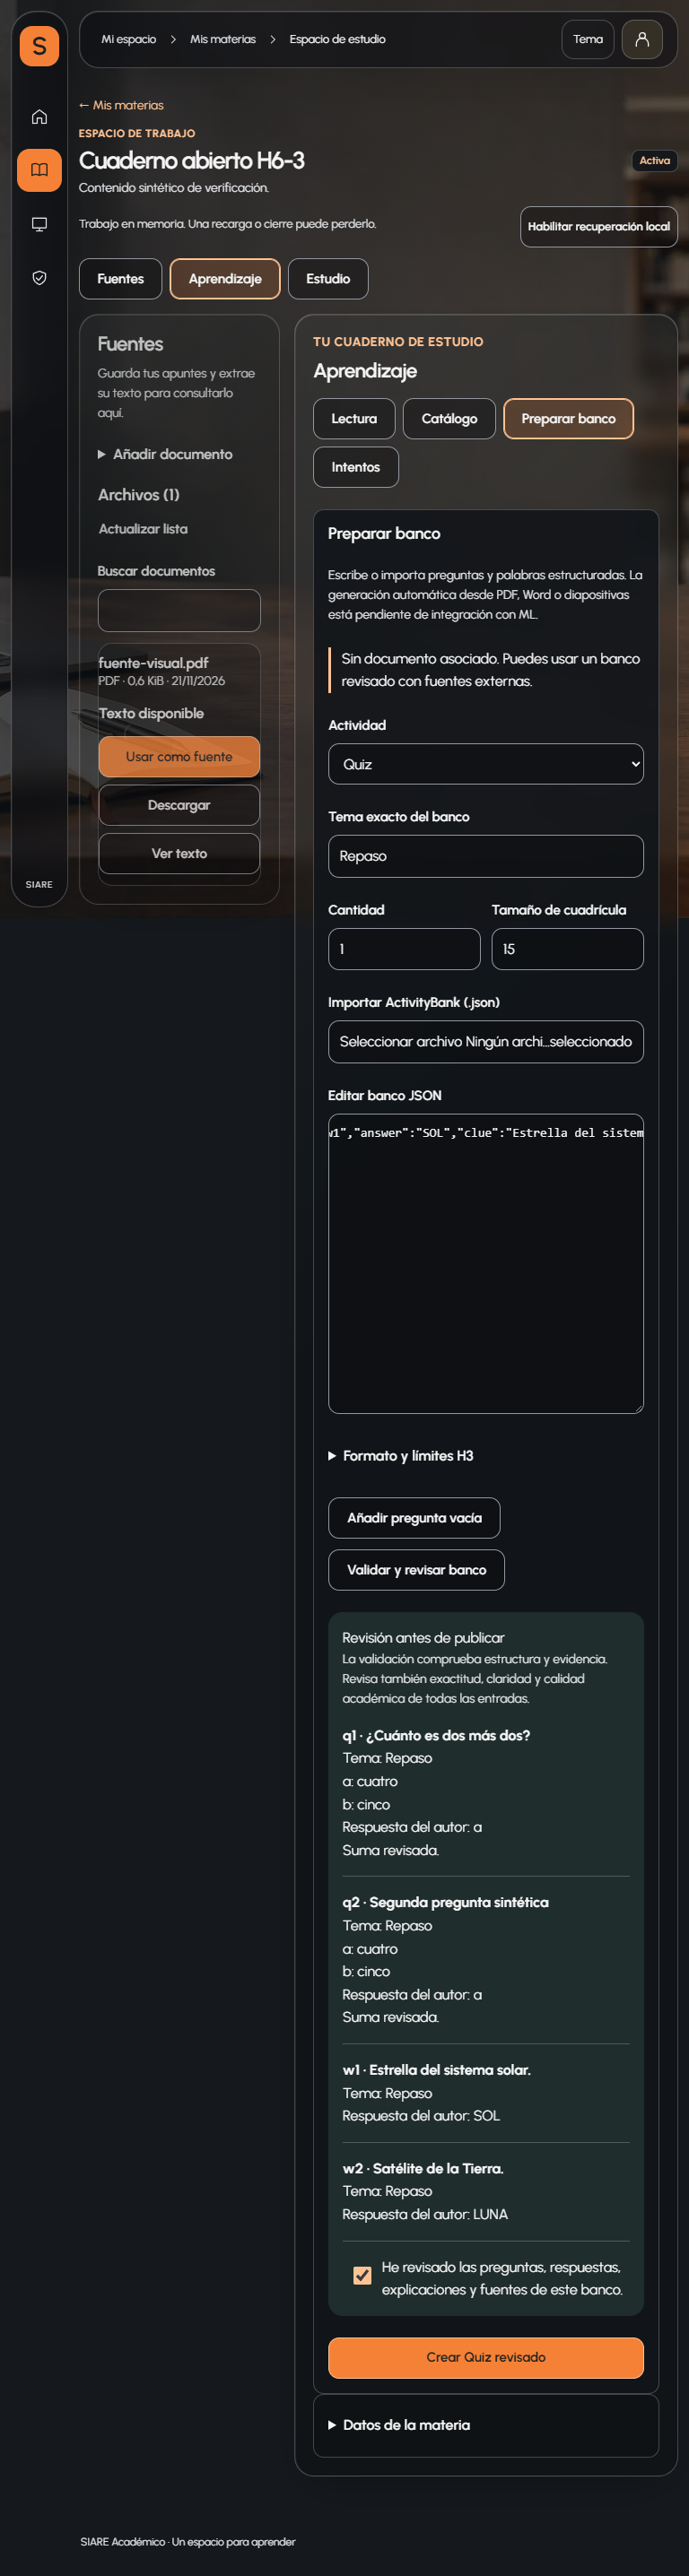 S
Mi espacio > Mis materias > Espacio de estudio
Tema
← Mis materias
ESPACIO DE TRABAJO
Cuaderno abierto H6-3
Activa
Contenido sintético de verificación.
Trabajo en memoria. Una recarga o cierre puede perderlo.
Habilitar recuperación local
Fuentes
Aprendizaje
Estudio
Fuentes
Guarda tus apuntes y extrae
su texto para consultarlo
aquí.
Añadir documento
Archivos (1)
Actualizar lista
Buscar documentos
fuente-visual.pdf
PDF · 0,6 KiB · 21/11/2026
Texto disponible
Usar como fuente
Descargar
Ver texto
SIARE
TU CUADERNO DE ESTUDIO
Aprendizaje
Lectura
Catálogo
Preparar banco
Intentos
Preparar banco
Escribe o importa preguntas y palabras estructuradas. La
generación automática desde PDF, Word o diapositivas
está pendiente de integración con ML.
Sin documento asociado. Puedes usar un banco
revisado con fuentes externas.
Actividad
Quiz
Tema exacto del banco
Repaso
Cantidad
Tamaño de cuadrícula
1
15
Importar ActivityBank (.json)
Seleccionar archivo Ningún archi...seleccionado
Editar banco JSON
w1","answer":"SOL","clue":"Estrella del sistem
Formato y límites H3
Añadir pregunta vacía
Validar y revisar banco
Revisión antes de publicar
La validación comprueba estructura y evidencia.
Revisa también exactitud, claridad y calidad
académica de todas las entradas.
q1 · ¿Cuánto es dos más dos?
Tema: Repaso
a: cuatro
b: cinco
Respuesta del autor: a
Suma revisada.
q2 · Segunda pregunta sintética
Tema: Repaso
a: cuatro
b: cinco
Respuesta del autor: a
Suma revisada.
w1 · Estrella del sistema solar.
Tema: Repaso
Respuesta del autor: SOL
w2 · Satélite de la Tierra.
Tema: Repaso
Respuesta del autor: LUNA
He revisado las preguntas, respuestas,
explicaciones y fuentes de este banco.
Crear Quiz revisado
Datos de la materia
SIARE Académico · Un espacio para aprender